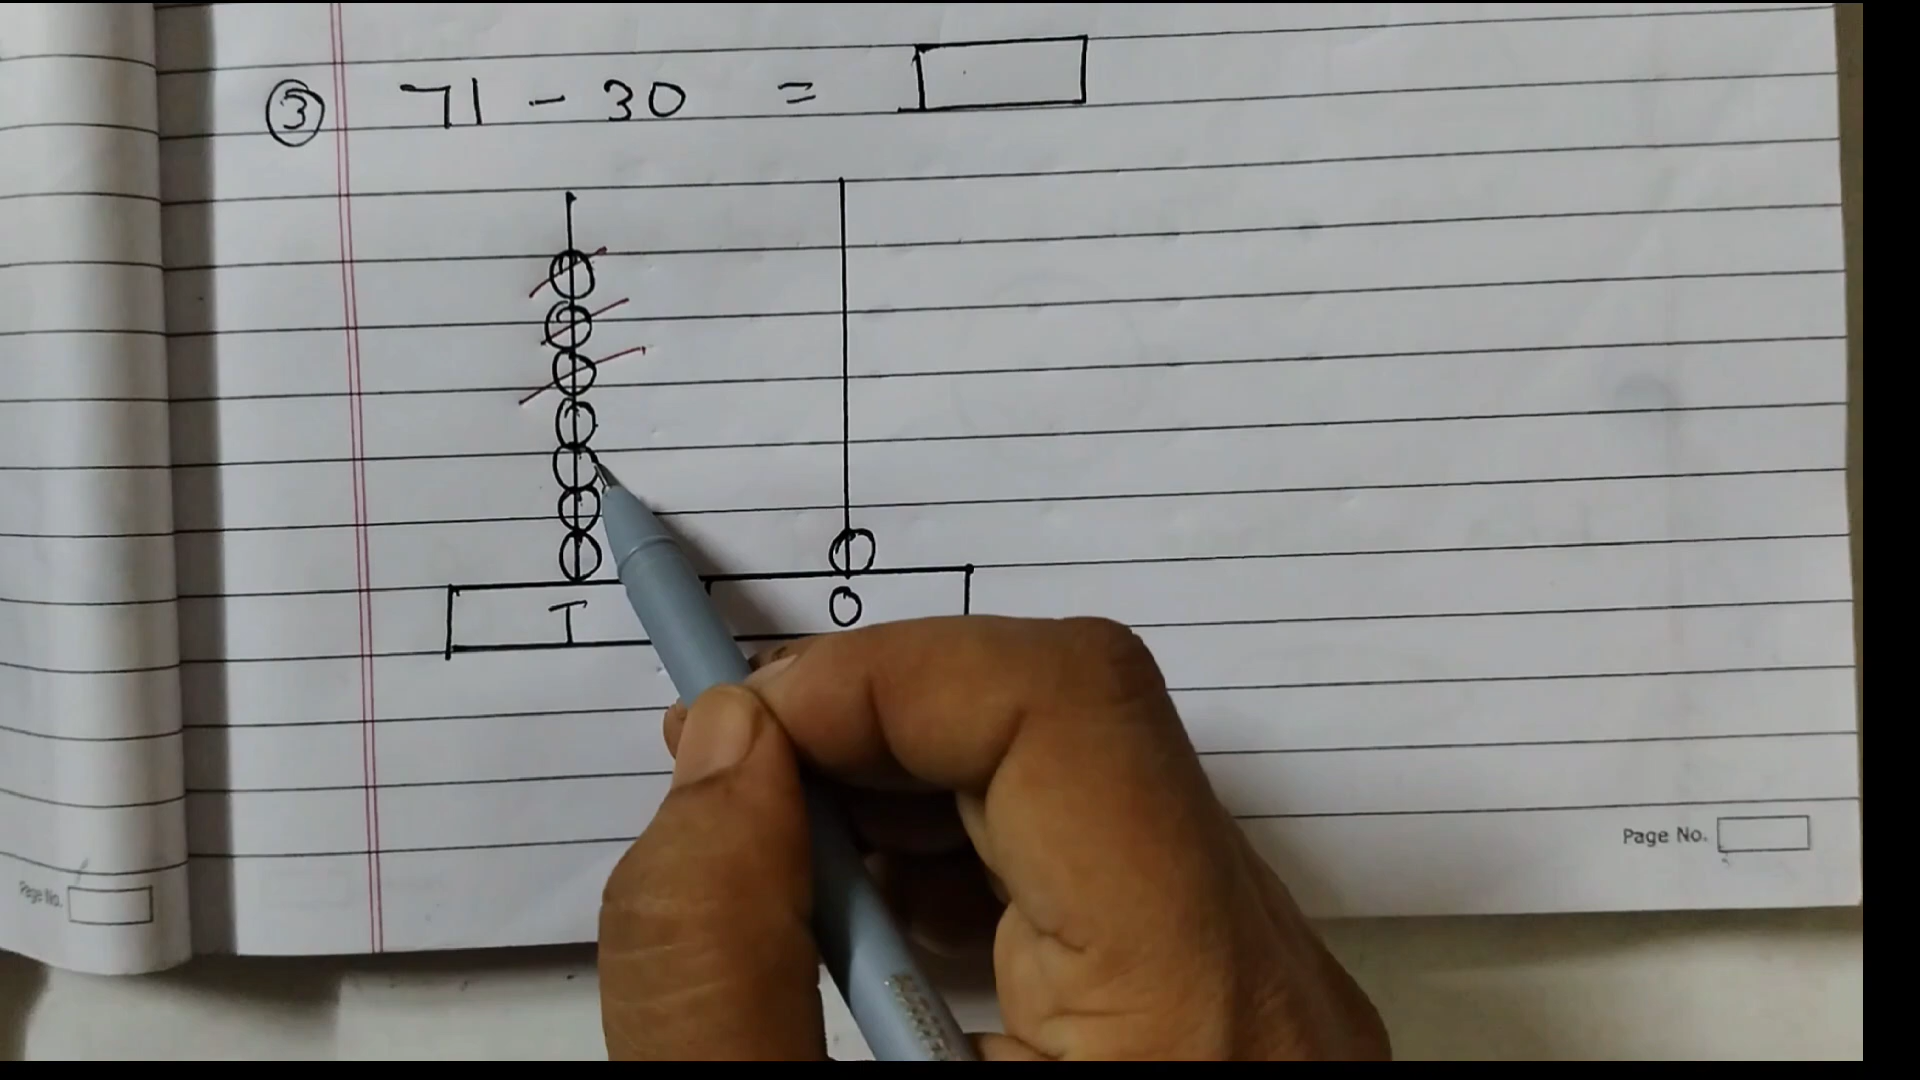 ③ 71 - 30 =
T O
Page No.
Page No.